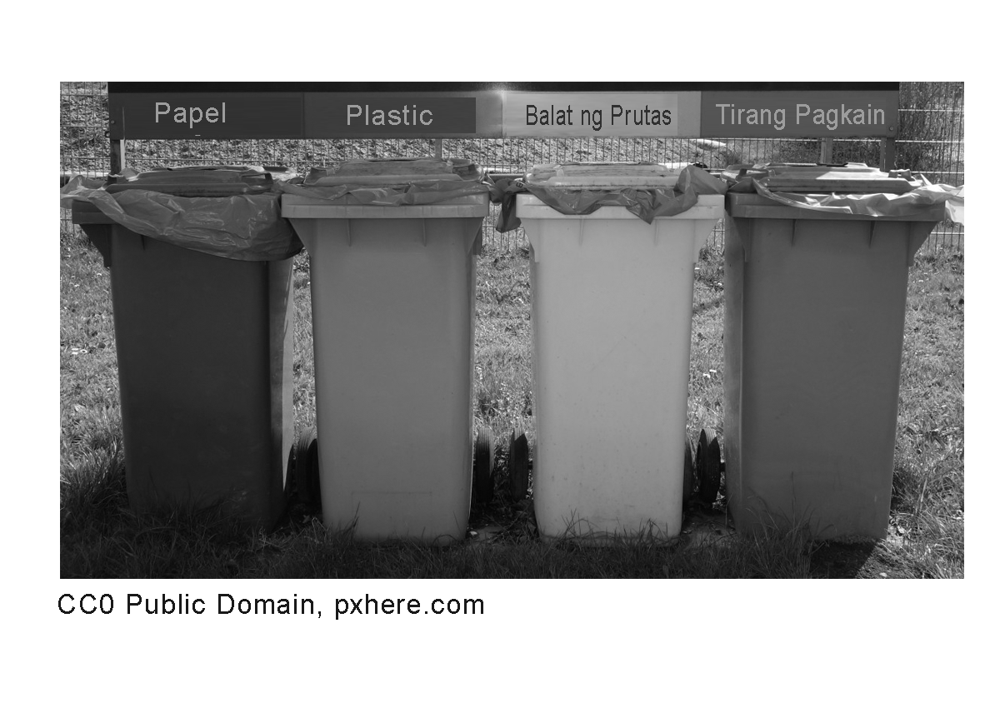 Papel
Plastic
Balat ng Prutas
Tirang Pagkain
CC0 Public Domain, pxhere.com